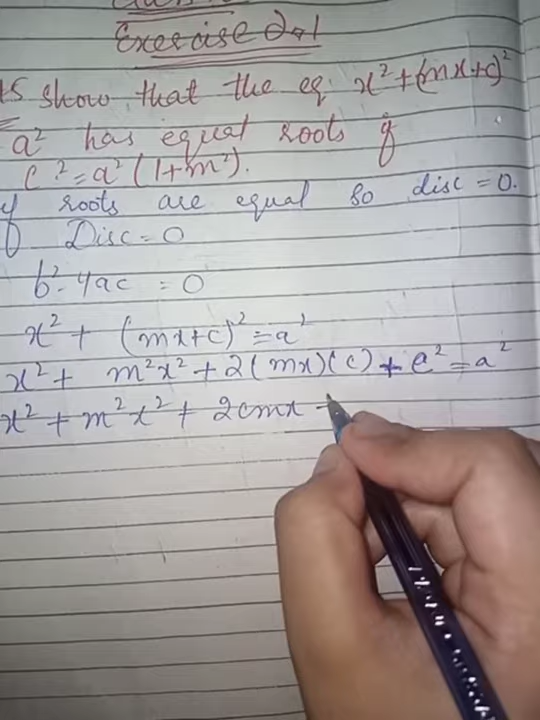 Exercise 2.1
show that the eq x² + (mx+c)²
a² has equal roots if
c² = a² (1+m²).
if roots are equal so disc = 0.
Disc = 0
b² - 4ac = 0
x² + (mx+c)² = a²
x² + m²x² + 2(mx)(c) + c² = a²
x² + m²x² + 2cmx -